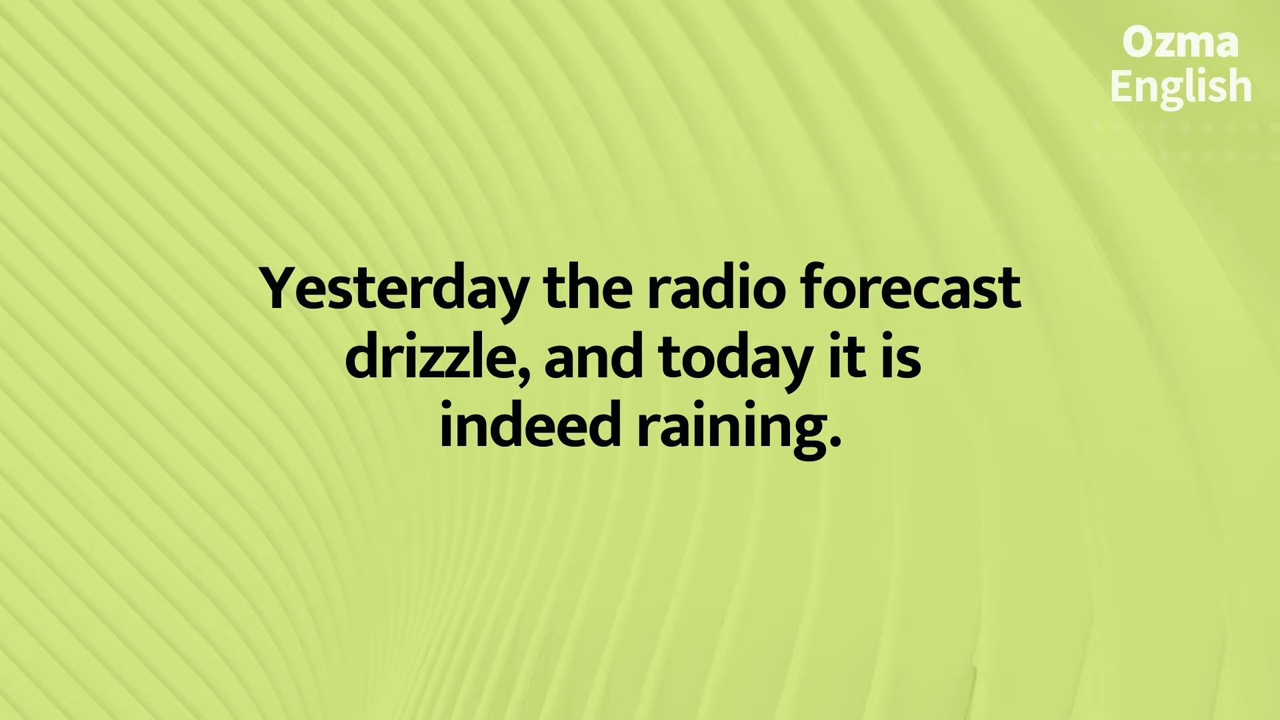 Ozma
English
Yesterday the radio forecast
drizzle, and today it is
indeed raining.